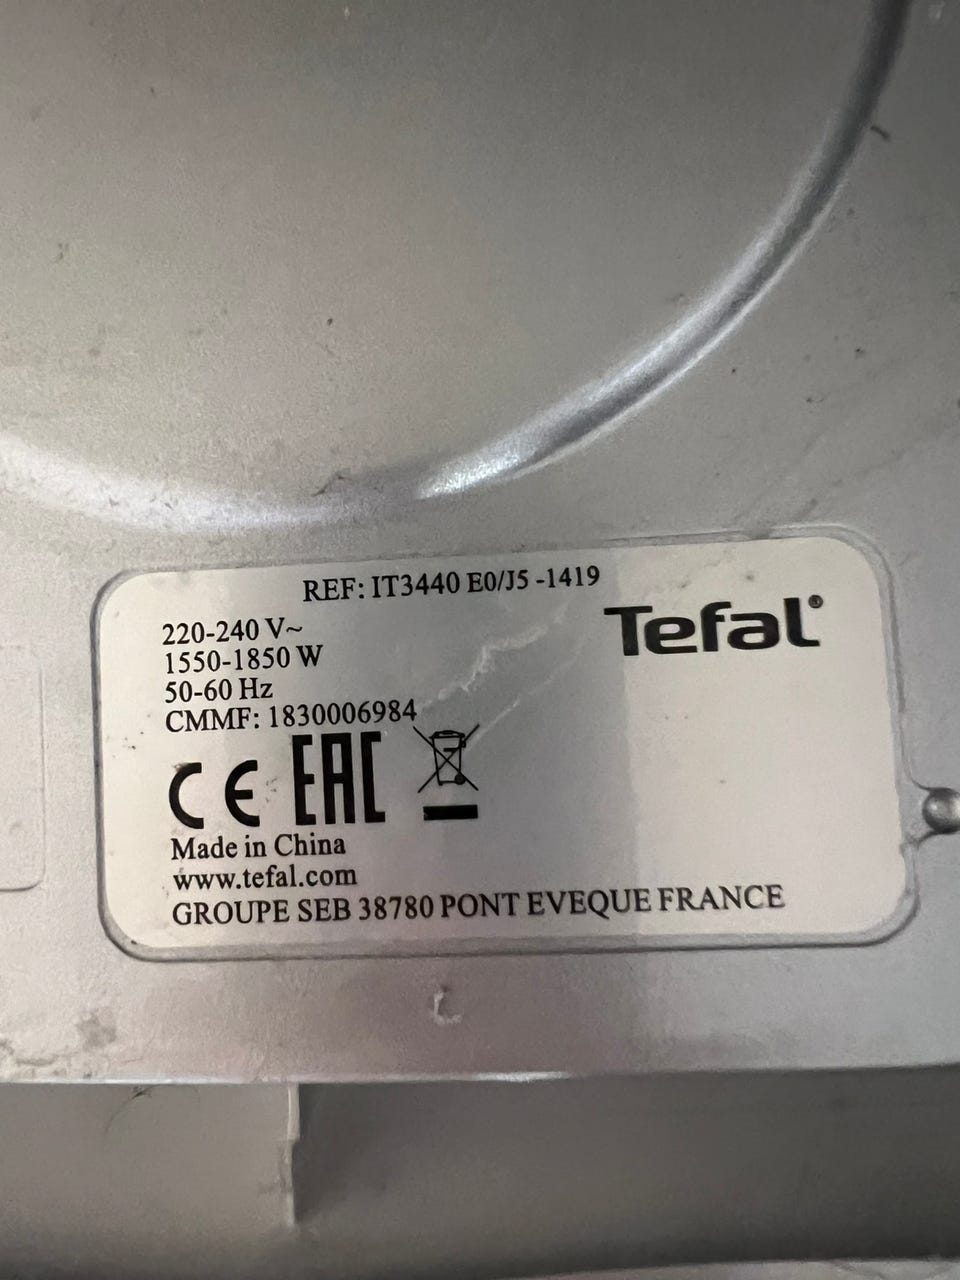 REF: IT3440 E0/J5 -1419
Tefal®
220-240 V~
1550-1850 W
50-60 Hz
CMMF: 1830006984
CE EAC
Made in China
www.tefal.com
GROUPE SEB 38780 PONT EVEQUE FRANCE